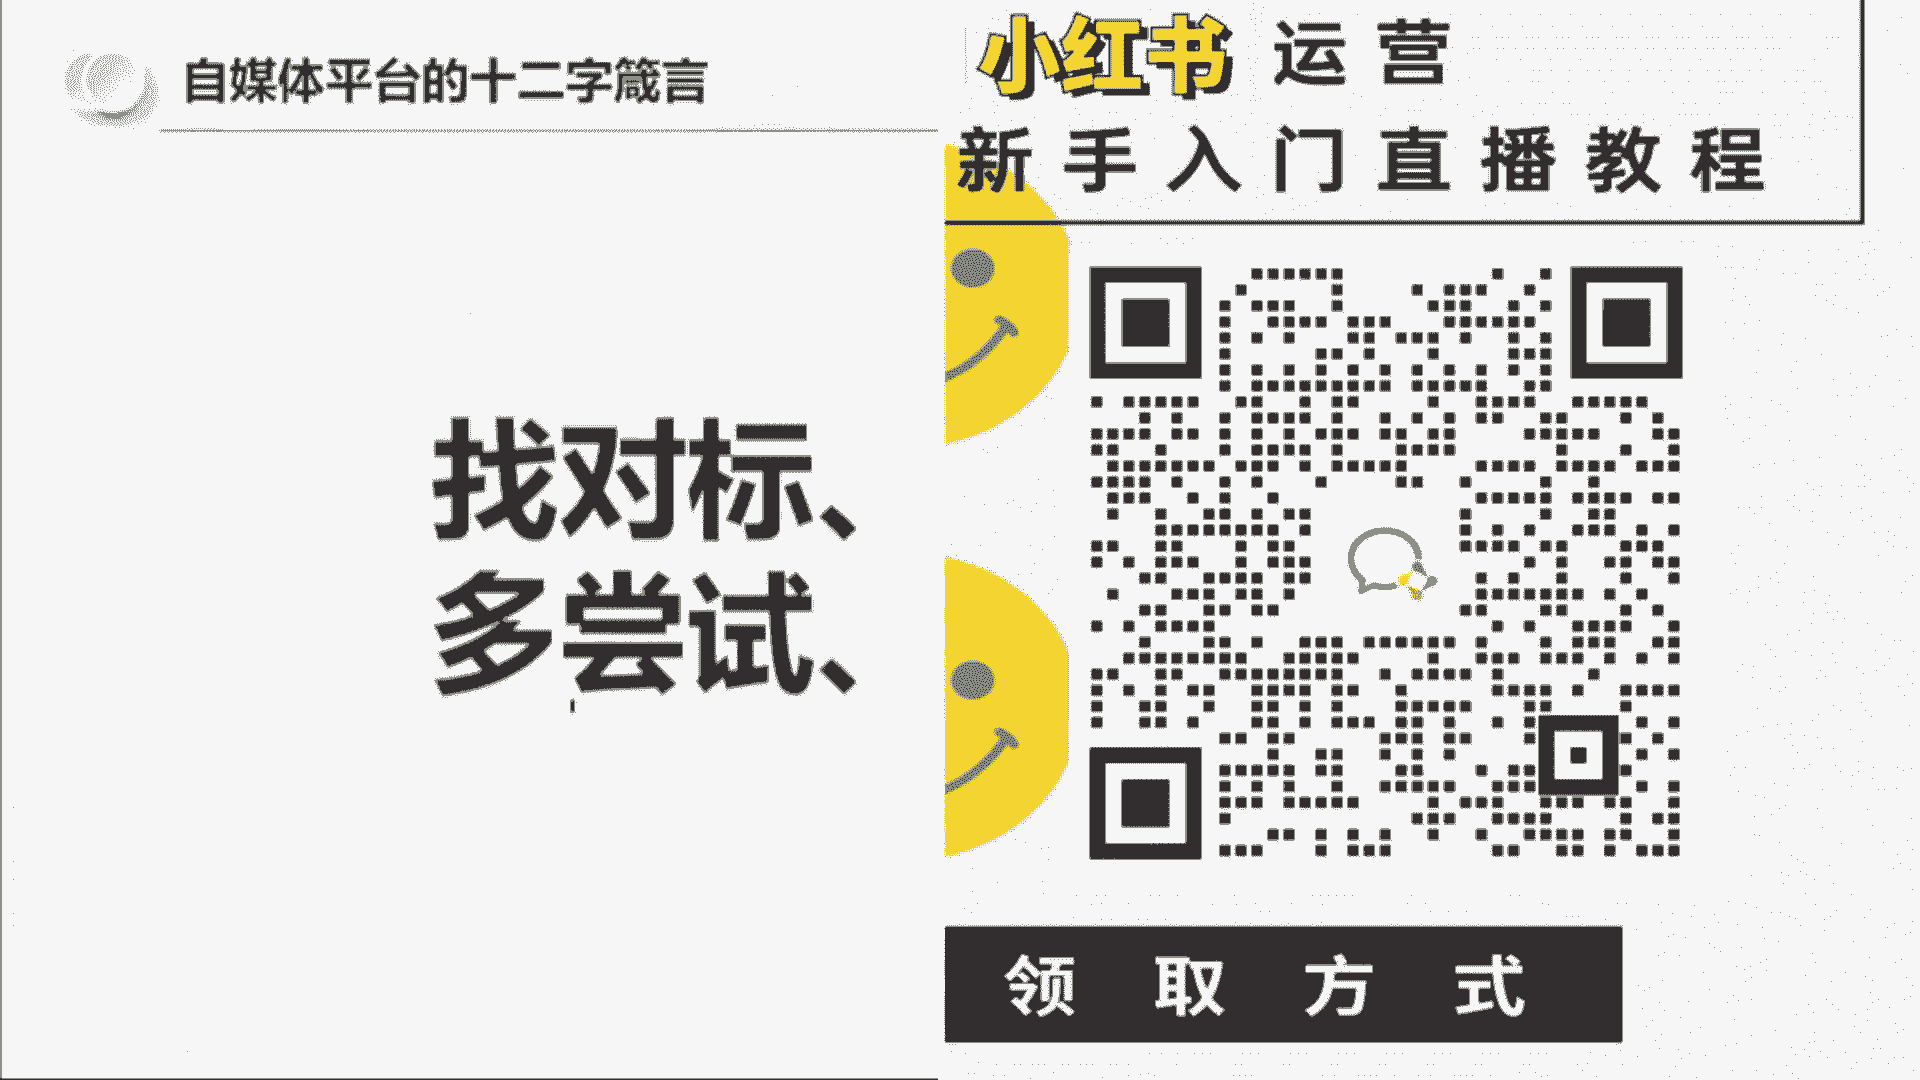 自媒体平台的十二字箴言
找对标、
多尝试、
小红书 运营
新手入门直播教程
领取方式